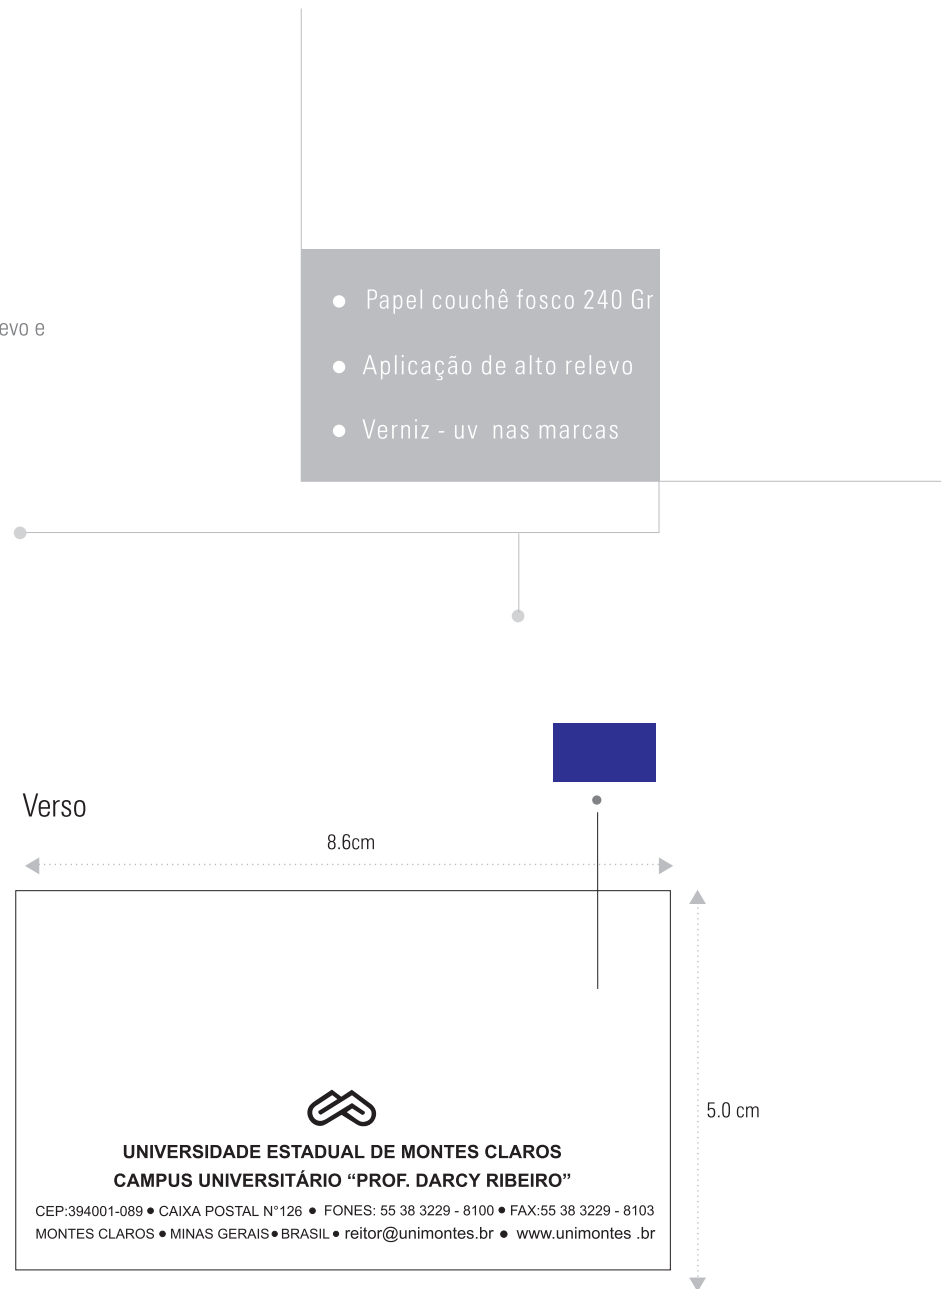 Papel couchê fosco 240 Gr
evo e
Aplicação de alto relevo
Verniz - uv nas marcas
Verso
8.6cm
5.0 cm
UNIVERSIDADE ESTADUAL DE MONTES CLAROS
CAMPUS UNIVERSITÁRIO “PROF. DARCY RIBEIRO”
CEP:394001-089 ● CAIXA POSTAL N°126 ● FONES: 55 38 3229 - 8100 ● FAX:55 38 3229 - 8103
MONTES CLAROS ● MINAS GERAIS ● BRASIL ● reitor@unimontes.br ● www.unimontes .br